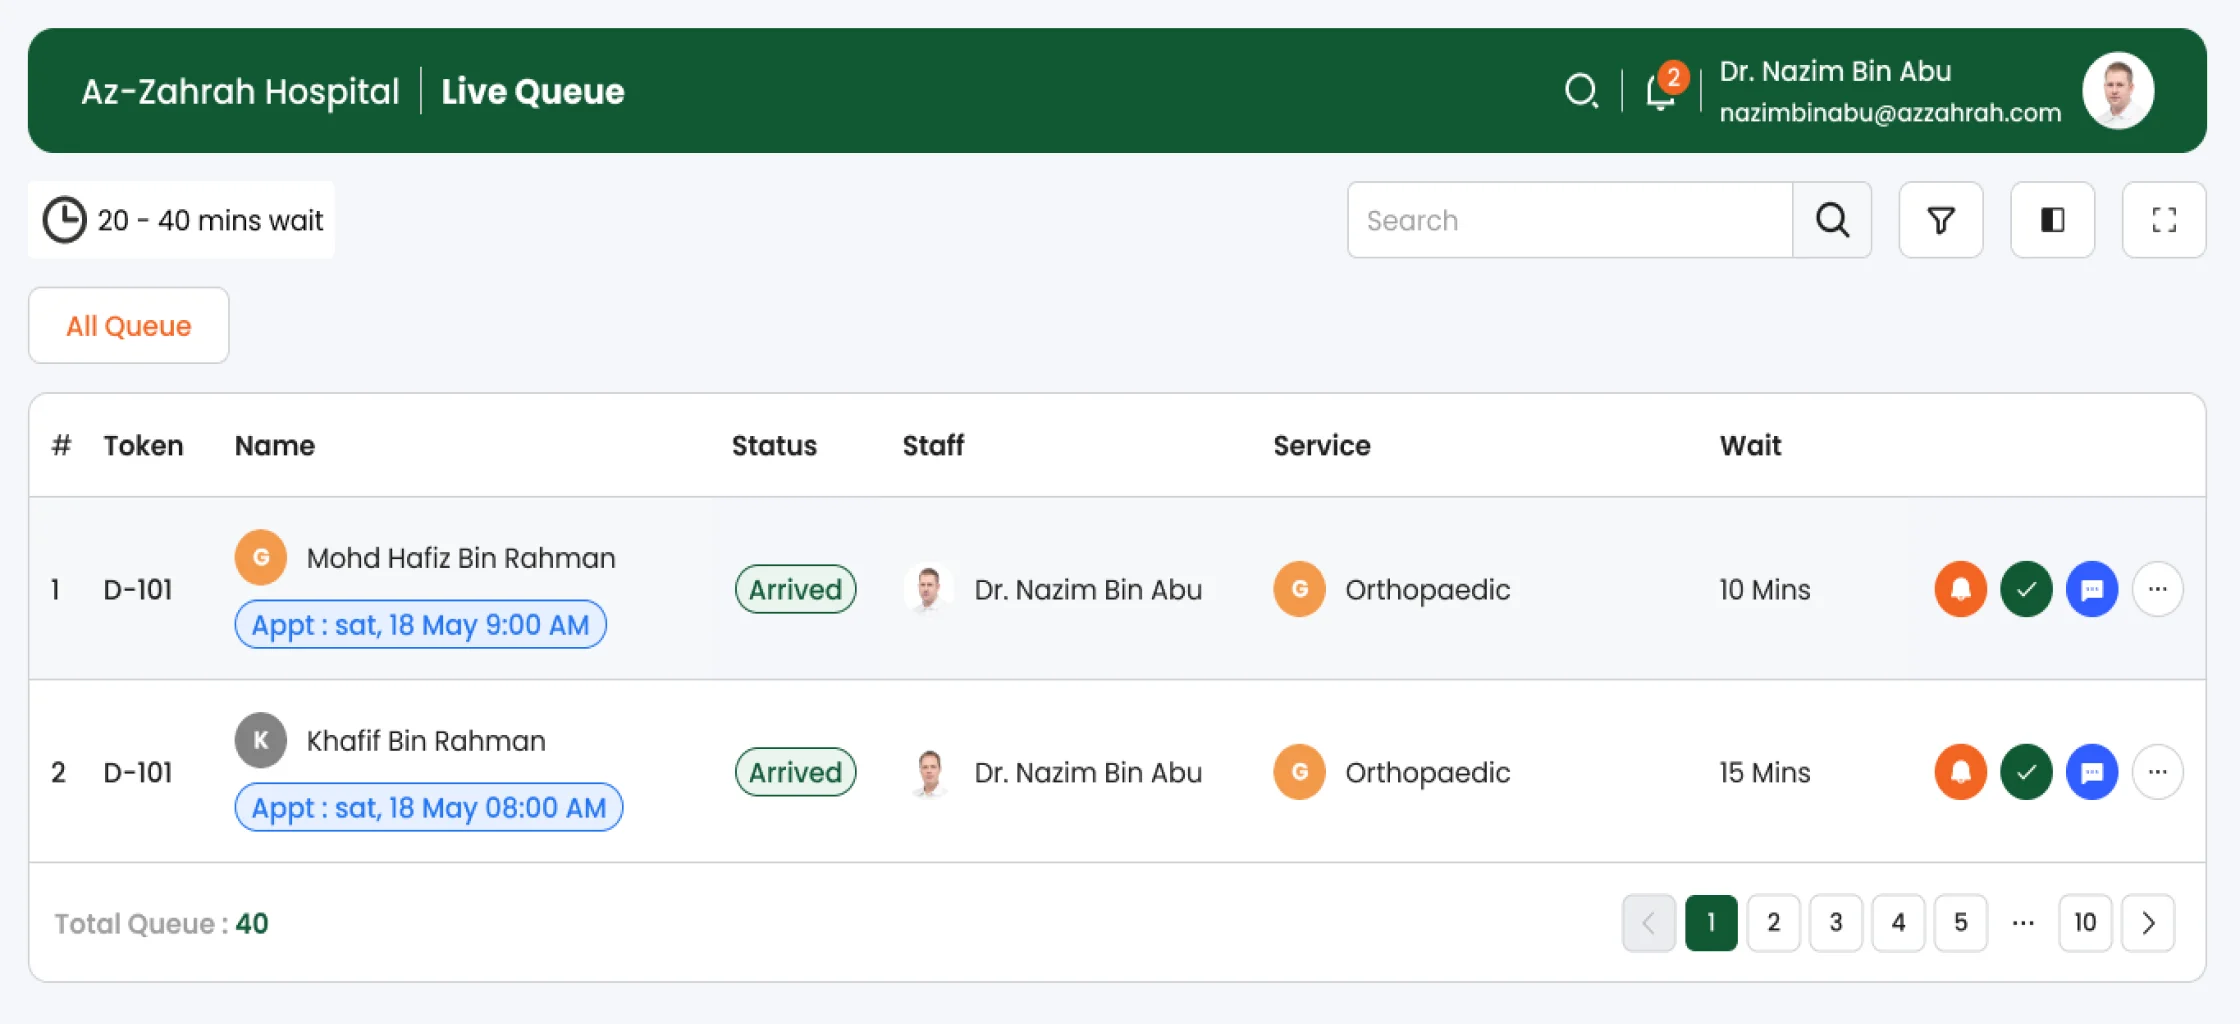 Az-Zahrah Hospital | Live Queue
2
Dr. Nazim Bin Abu
nazimbinabu@azzahrah.com
20 - 40 mins wait
Search
All Queue
# Token Name Status Staff Service Wait
1 D-101 G Mohd Hafiz Bin Rahman Arrived Dr. Nazim Bin Abu G Orthopaedic 10 Mins
Appt : sat, 18 May 9:00 AM
2 D-101 K Khafif Bin Rahman Arrived Dr. Nazim Bin Abu G Orthopaedic 15 Mins
Appt : sat, 18 May 08:00 AM
Total Queue : 40
1 2 3 4 5 ... 10